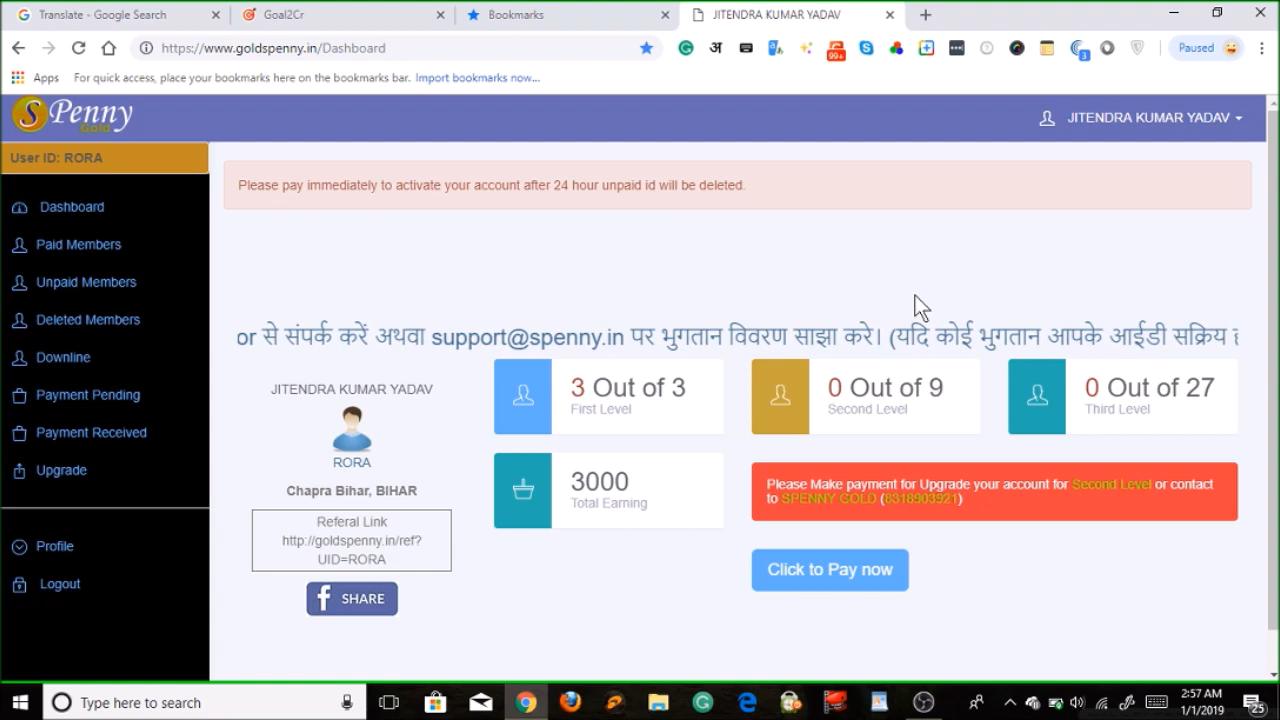 Translate - Google Search
Goal2Cr
Bookmarks
JITENDRA KUMAR YADAV
https://www.goldspenny.in/Dashboard
अ
99+
3
Paused
Apps
For quick access, place your bookmarks here on the bookmarks bar. Import bookmarks now...
S Penny
Gold
JITENDRA KUMAR YADAV
User ID: RORA
Please pay immediately to activate your account after 24 hour unpaid id will be deleted.
Dashboard
Paid Members
Unpaid Members
Deleted Members
Downline
Payment Pending
Payment Received
Upgrade
Profile
Logout
or से संपर्क करें अथवा support@spenny.in पर भुगतान विवरण साझा करे। (यदि कोई भुगतान आपके आईडी सक्रिय
JITENDRA KUMAR YADAV
RORA
Chapra Bihar, BIHAR
Referal Link
http://goldspenny.in/ref?
UID=RORA
f SHARE
3 Out of 3
First Level
0 Out of 9
Second Level
0 Out of 27
Third Level
3000
Total Earning
Please Make payment for Upgrade your account for Second Level or contact
to SPENNY GOLD (8318903921)
Click to Pay now
Type here to search
2:57 AM
1/1/2019
25